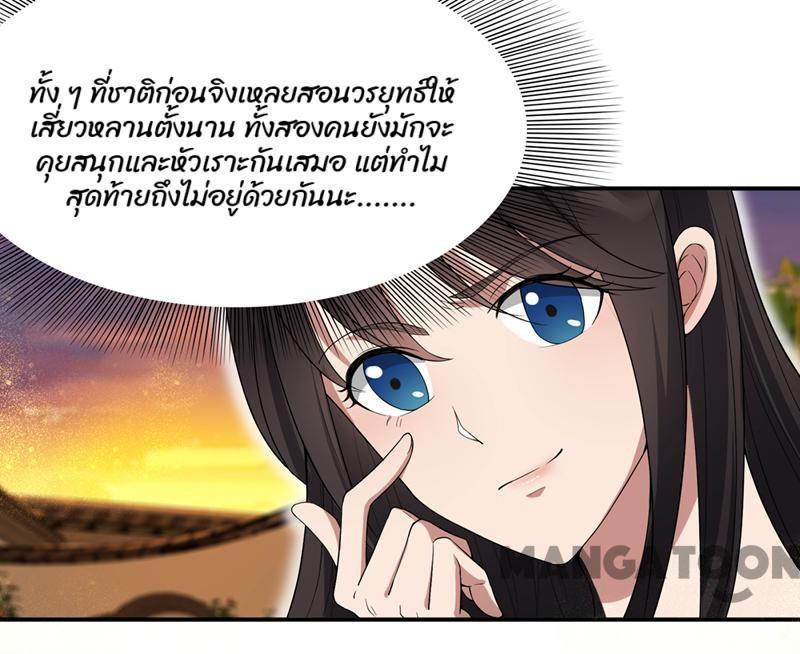 ทั้ง ๆ ที่ชาติก่อนจิงเหลยสอนวรยุทธ์ให้
เสี่ยวหลานตั้งนาน ทั้งสองคนยังมักจะ
คุยสนุกและหัวเราะกันเสมอ แต่ทำไม
สุดท้ายถึงไม่อยู่ด้วยกันนะ.......
MANGATOON